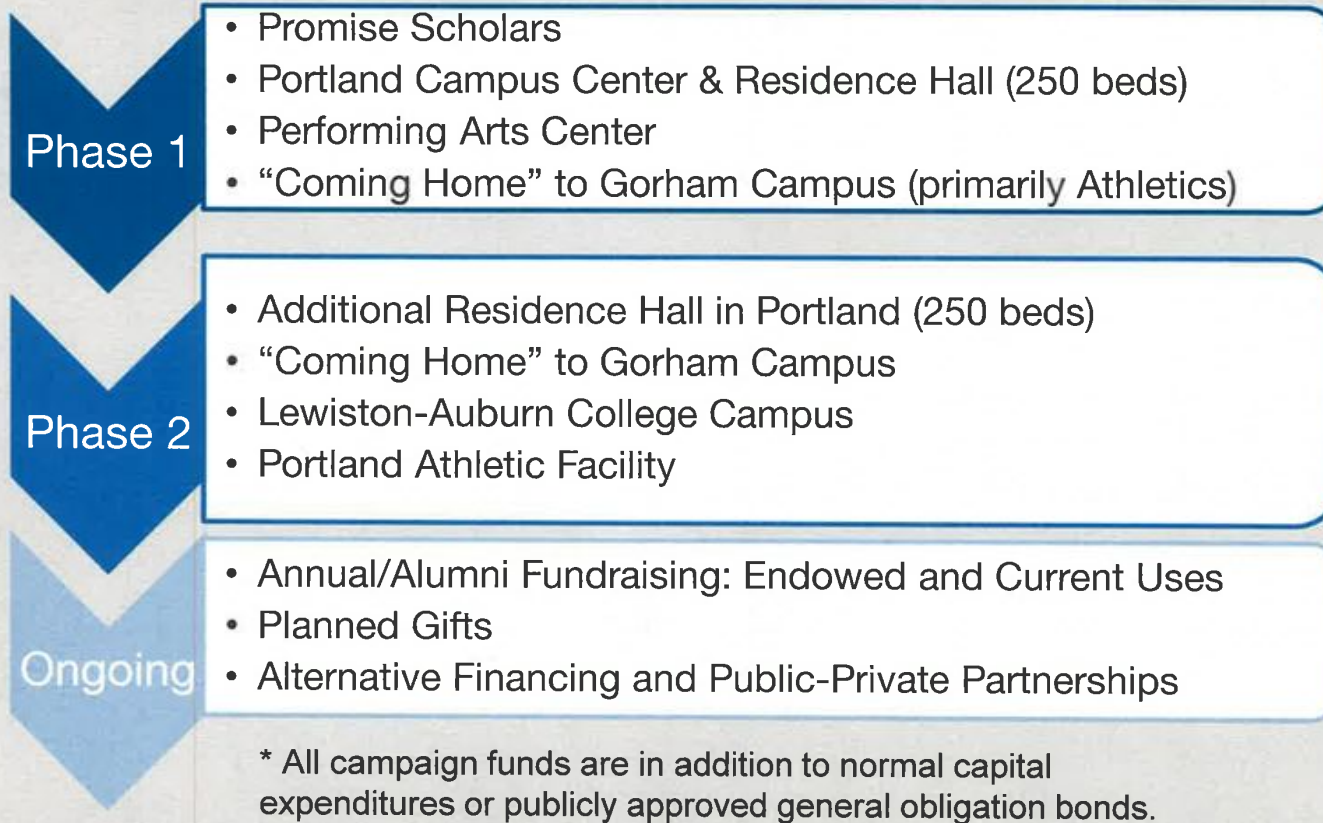 Phase 1
• Promise Scholars
• Portland Campus Center & Residence Hall (250 beds)
• Performing Arts Center
• “Coming Home” to Gorham Campus (primarily Athletics)
Phase 2
• Additional Residence Hall in Portland (250 beds)
• “Coming Home” to Gorham Campus
• Lewiston-Auburn College Campus
• Portland Athletic Facility
Ongoing
• Annual/Alumni Fundraising: Endowed and Current Uses
• Planned Gifts
• Alternative Financing and Public-Private Partnerships
* All campaign funds are in addition to normal capital
expenditures or publicly approved general obligation bonds.